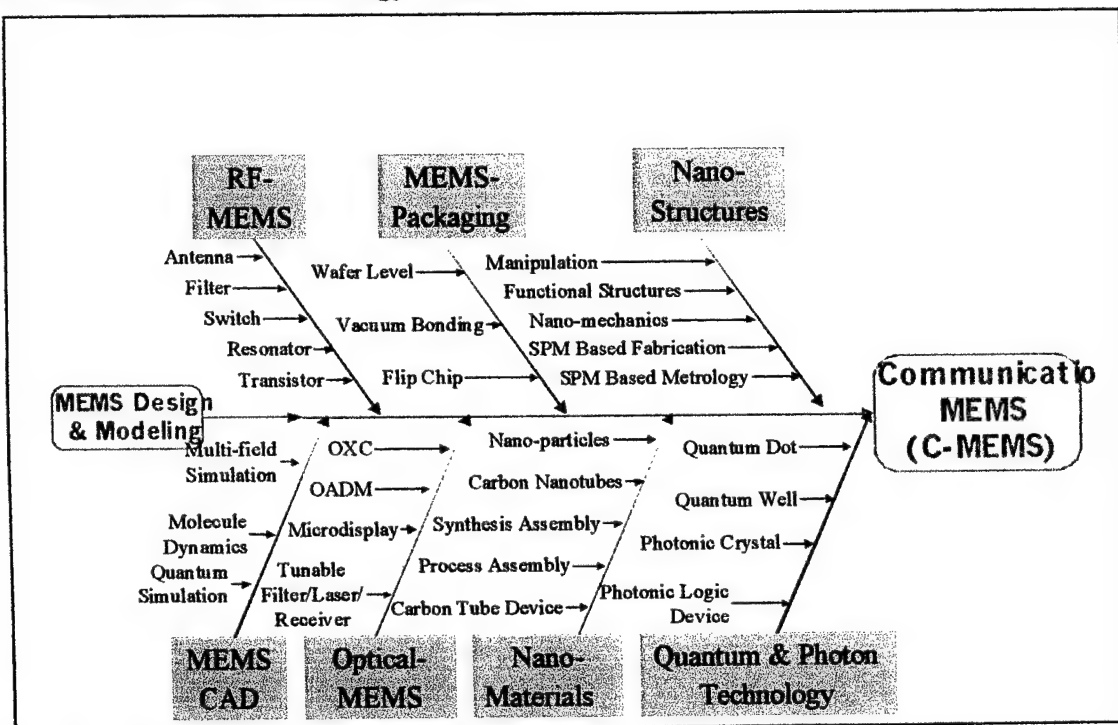 RF-
MEMS
MEMS-
Packaging
Nano-
Structures
Antenna
Filter
Switch
Resonator
Transistor
Wafer Level
Vacuum Bonding
Flip Chip
Manipulation
Functional Structures
Nano-mechanics
SPM Based Fabrication
SPM Based Metrology
MEMS Design
& Modeling
Communicatio
MEMS
(C-MEMS)
Multi-field
Simulation
Molecule
Dynamics
Quantum
Simulation
OXC
OADM
Microdisplay
Tunable
Filter/Laser/
Receiver
Nano-particles
Carbon Nanotubes
Synthesis Assembly
Process Assembly
Carbon Tube Device
Quantum Dot
Quantum Well
Photonic Crystal
Photonic Logic
Device
MEMS
CAD
Optical-
MEMS
Nano-
Materials
Quantum & Photon
Technology